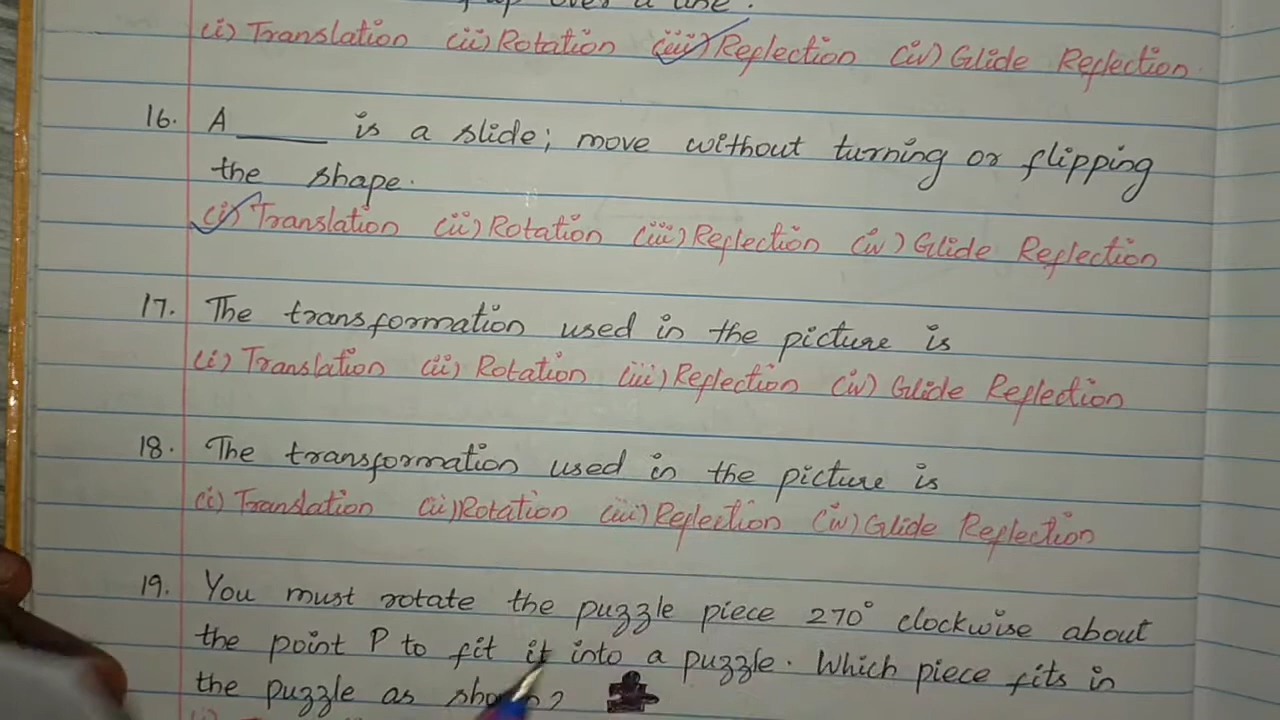 flip over a line.
(i) Translation (ii) Rotation (iii) Reflection (iv) Glide Reflection
16. A ______ is a slide; move without turning or flipping
the shape.
(i) Translation (ii) Rotation (iii) Reflection (iv) Glide Reflection
17. The transformation used in the picture is
(i) Translation (ii) Rotation (iii) Reflection (iv) Glide Reflection
18. The transformation used in the picture is
(i) Translation (ii) Rotation (iii) Reflection (iv) Glide Reflection
19. You must rotate the puzzle piece 270° clockwise about
the point P to fit it into a puzzle. Which piece fits in
the puzzle as shown?